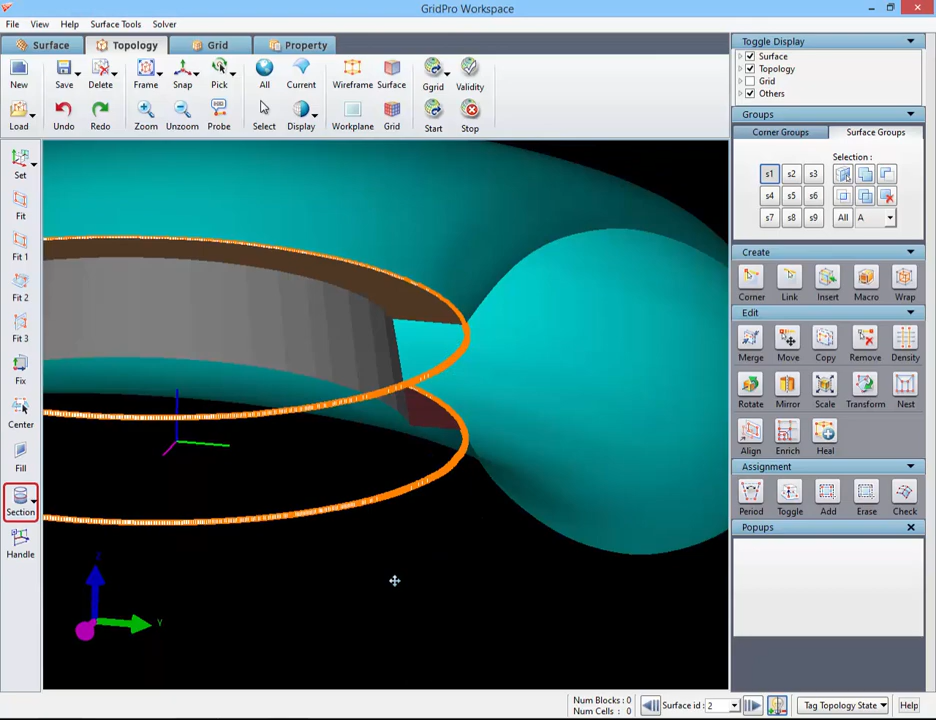 GridPro Workspace
File View Help Surface Tools Solver
Surface Topology Grid Property
New Save Delete Frame Snap Pick All Current Wireframe Surface Ggrid Validity
Load Undo Redo Zoom Unzoom Probe Select Display Workplane Grid Start Stop
Set
Fit
Fit 1
Fit 2
Fit 3
Fix
Center
Fill
Section
Handle
Z
Y
Toggle Display
Surface
Topology
Grid
Others
Groups
Corner Groups Surface Groups
Selection :
s1 s2 s3
s4 s5 s6
s7 s8 s9 All A
Create
Corner Link Insert Macro Wrap
Edit
Merge Move Copy Remove Density
Rotate Mirror Scale Transform Nest
Align Enrich Heal
Assignment
Period Toggle Add Erase Check
Popups
Num Blocks: 0
Num Cells: 0
Surface id: 2 Tag Topology State Help